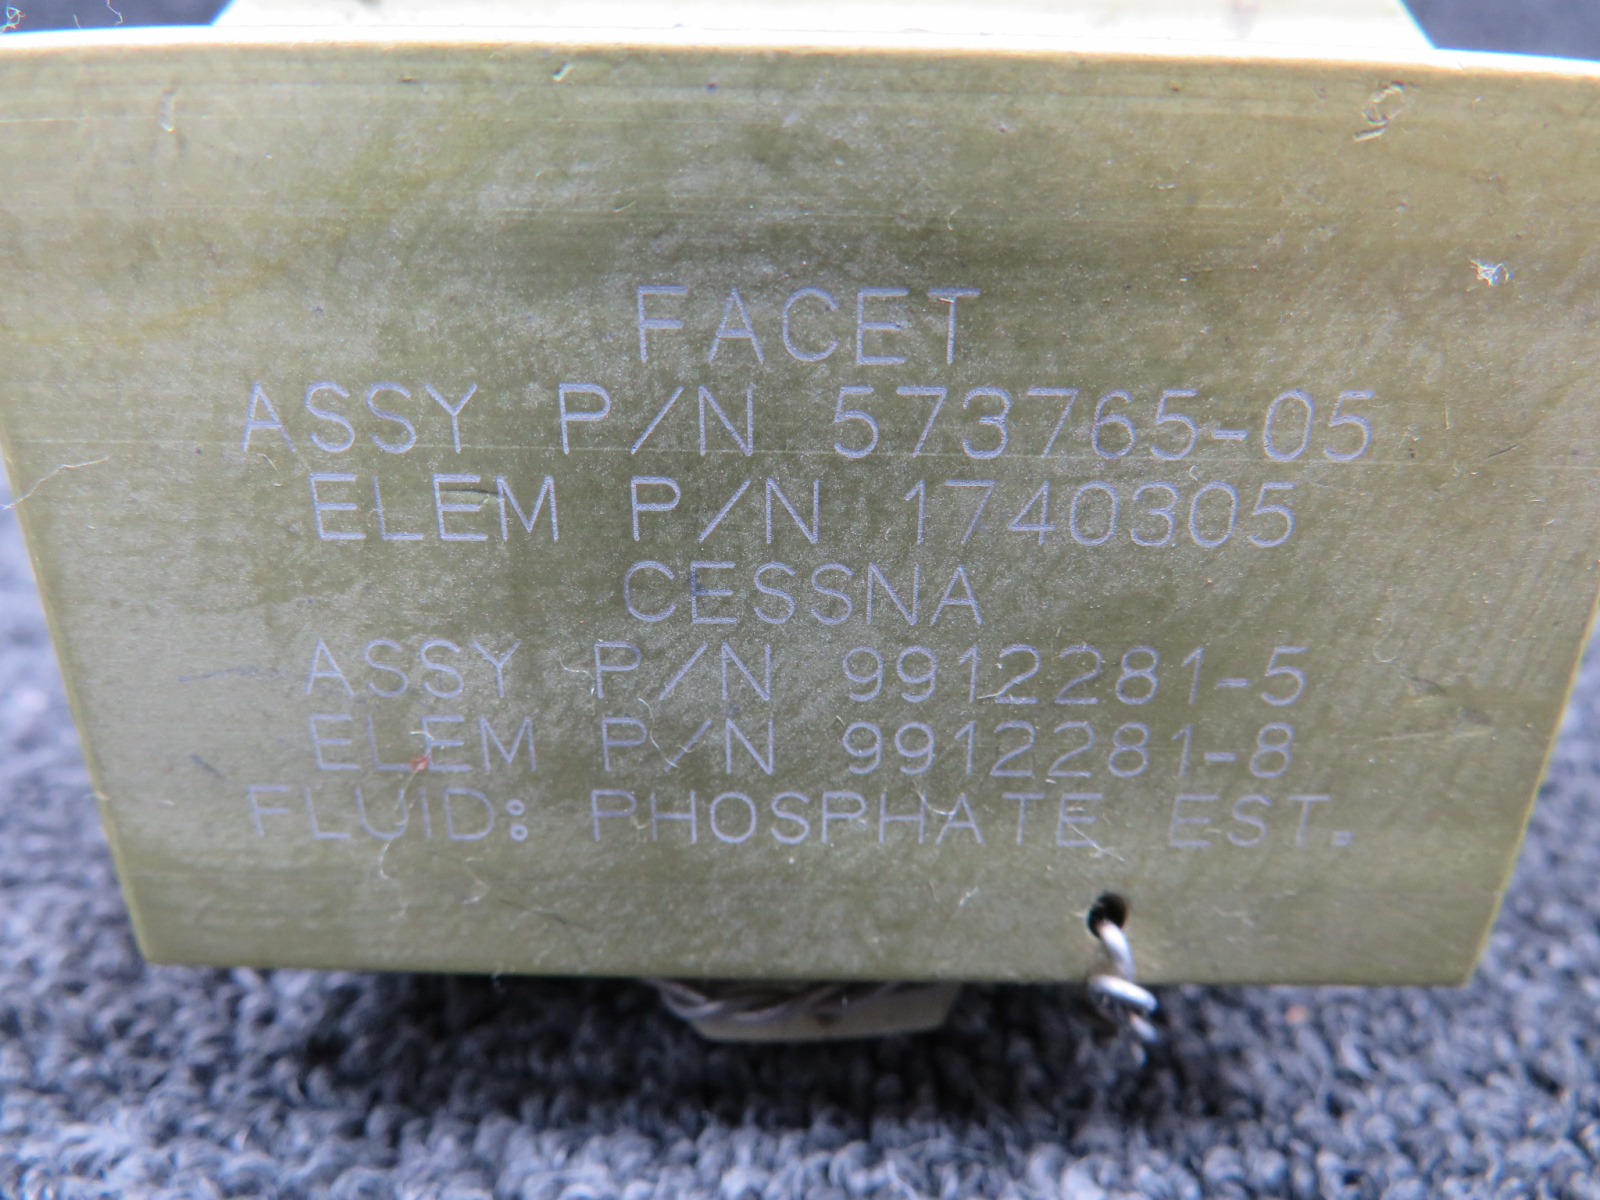 FACET
ASSY P/N 573765-05
ELEM P/N 1740305
CESSNA
ASSY P/N 9912281-5
ELEM P/N 9912281-8
FLUID: PHOSPHATE EST.